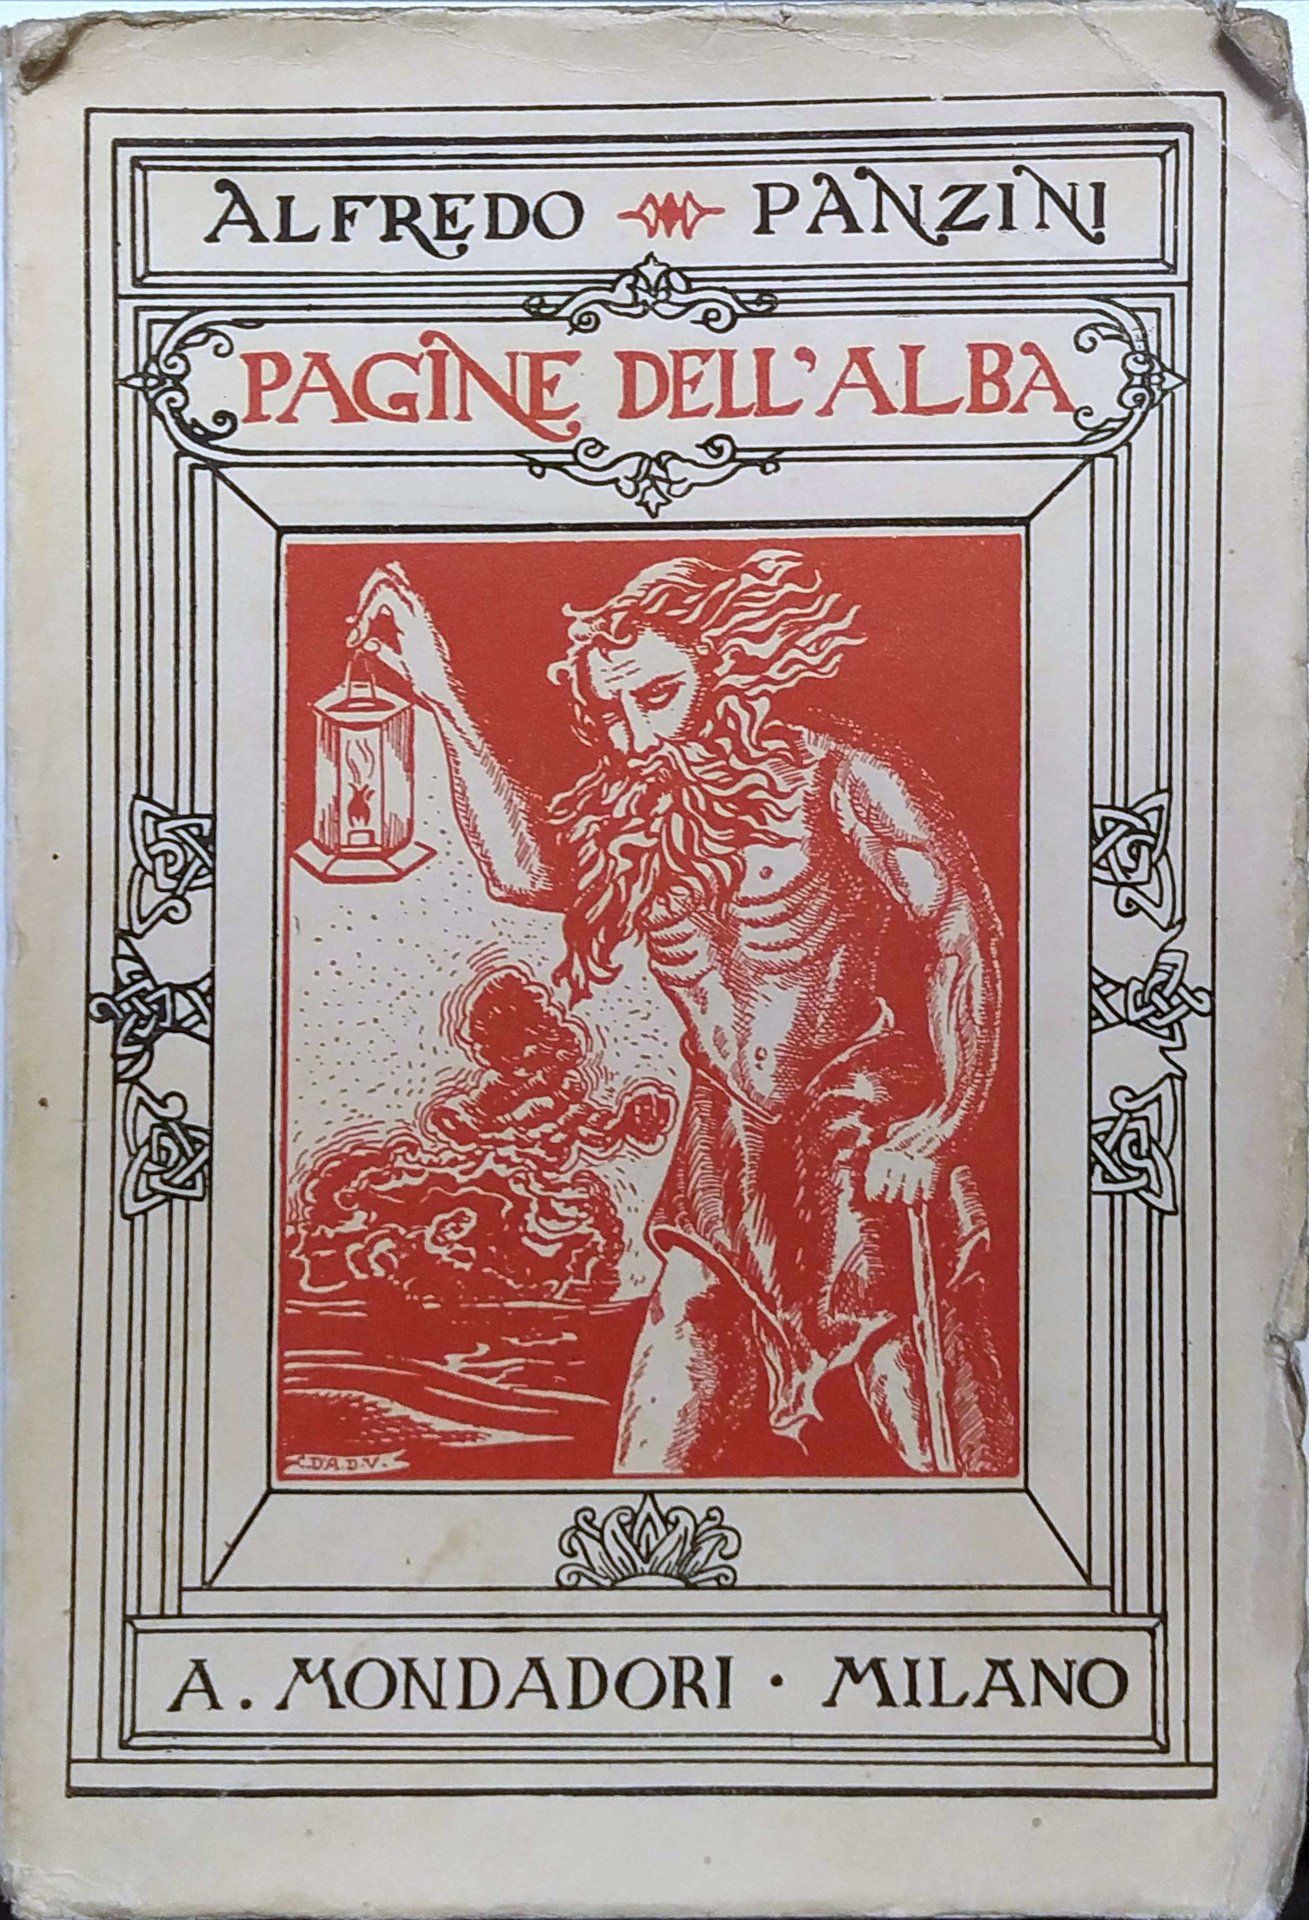 ALFREDO PANZINI
PAGINE DELL'ALBA
C.D'A.D.V.
A. MONDADORI · MILANO